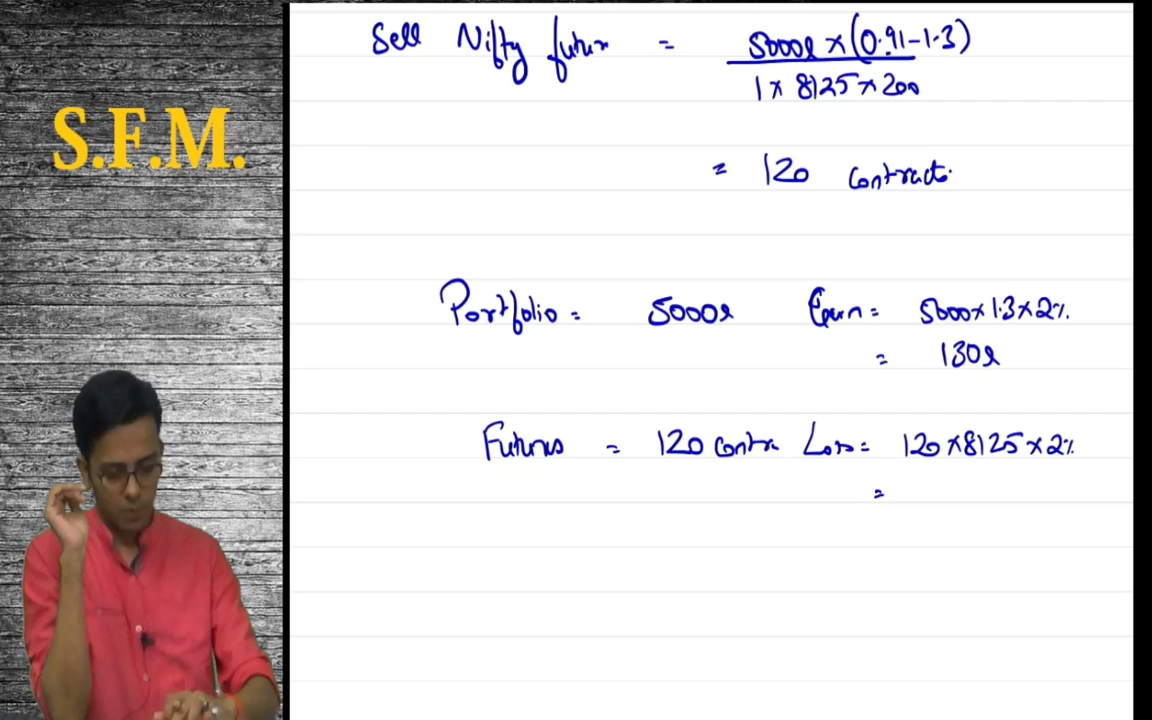 Sell Nifty future = 5000l × (0.91-1.3)
1 × 8125 × 200
S.F.M.
= 120 contracts.
Portfolio = 5000l Gain = 5000×1.3×2%
= 130l
Futures = 120 contra Loss = 120×8125×2%
=